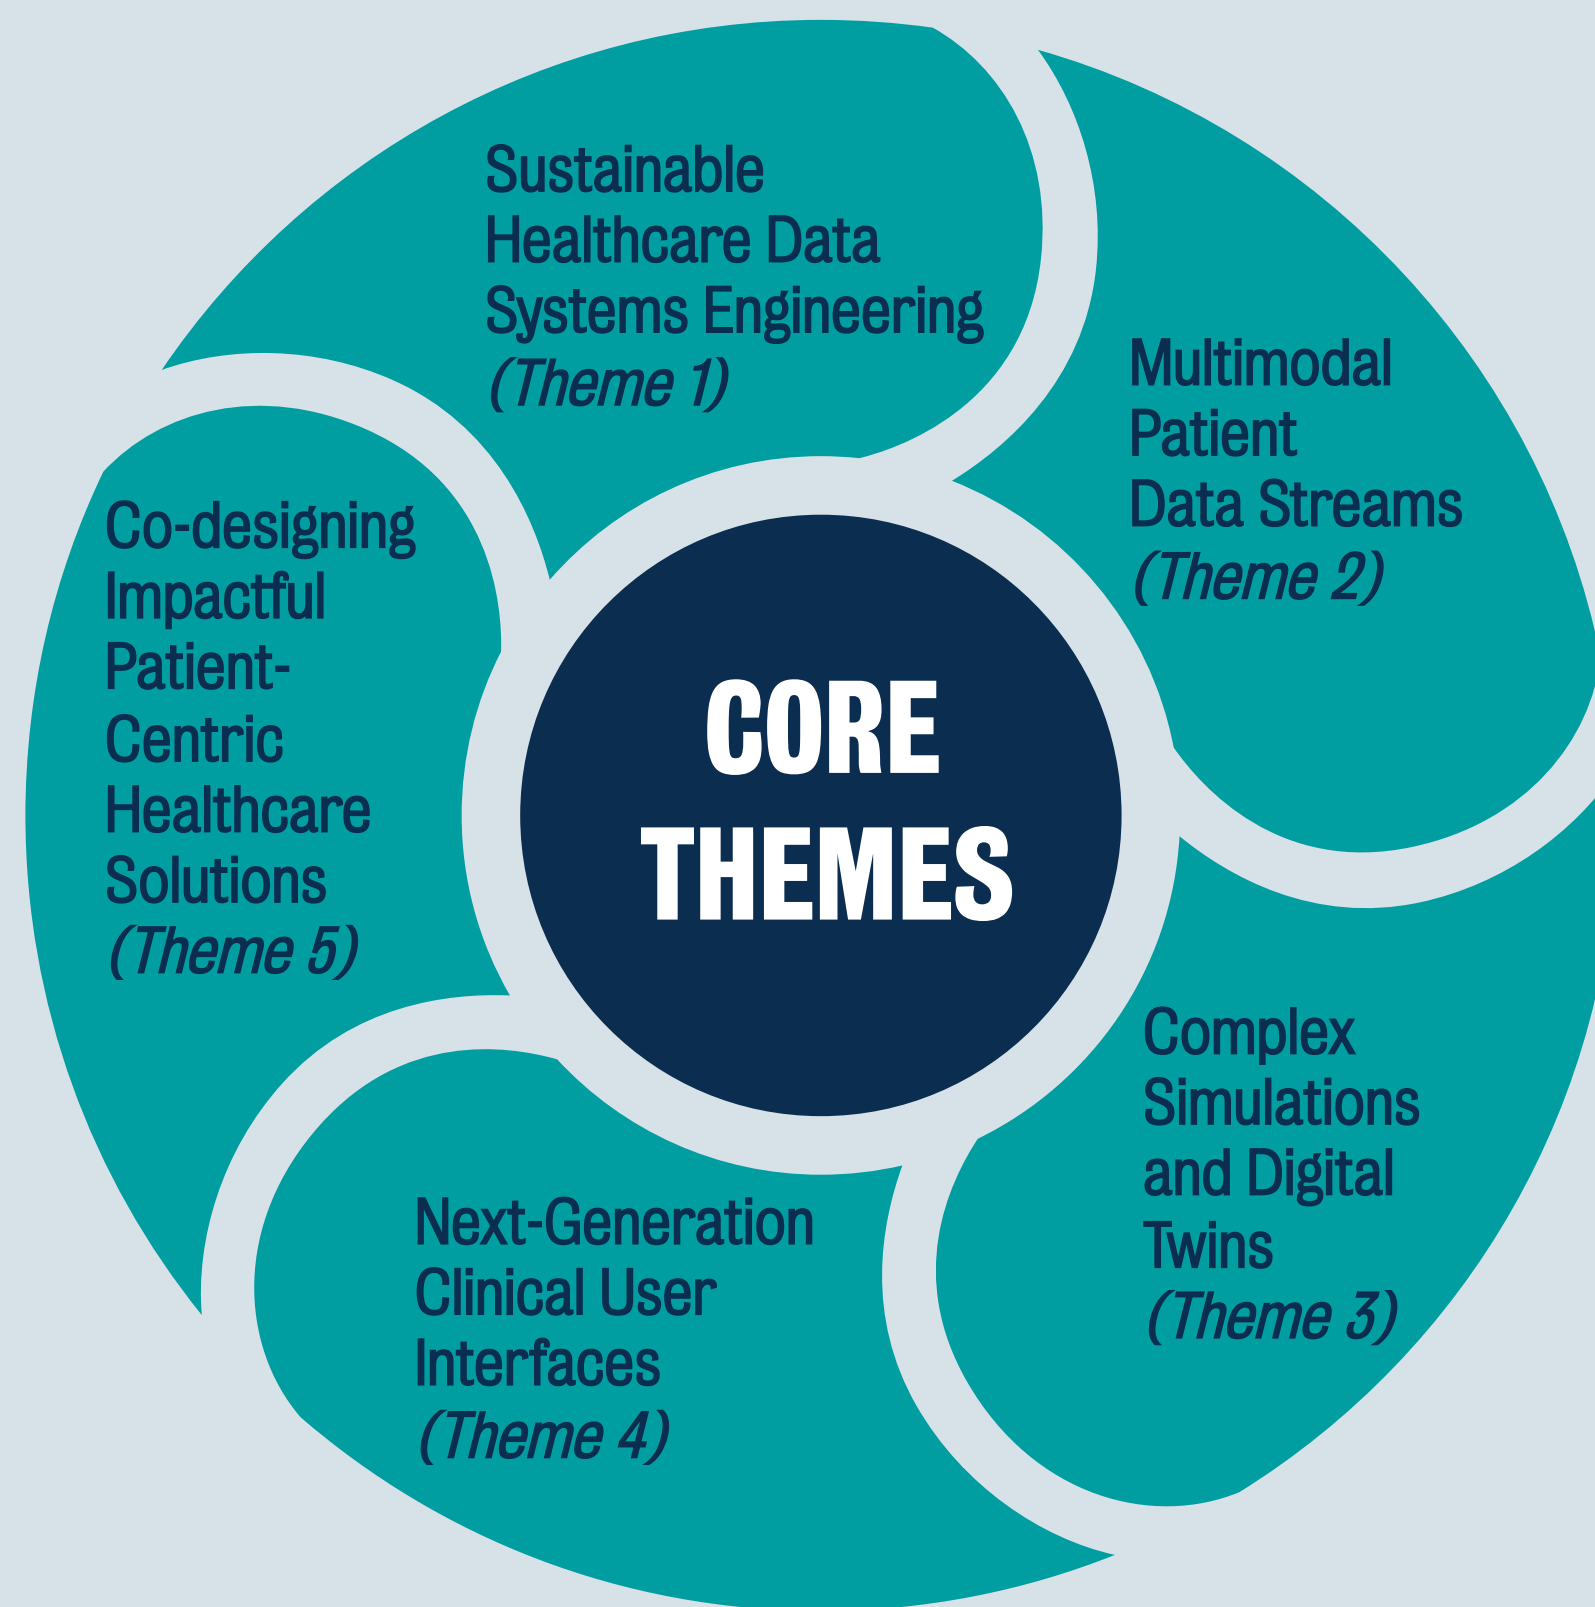 Sustainable
Healthcare Data
Systems Engineering
(Theme 1)
Multimodal
Patient
Data Streams
(Theme 2)
Complex
Simulations
and Digital
Twins
(Theme 3)
Next-Generation
Clinical User
Interfaces
(Theme 4)
Co-designing
Impactful
Patient-
Centric
Healthcare
Solutions
(Theme 5)
CORE
THEMES